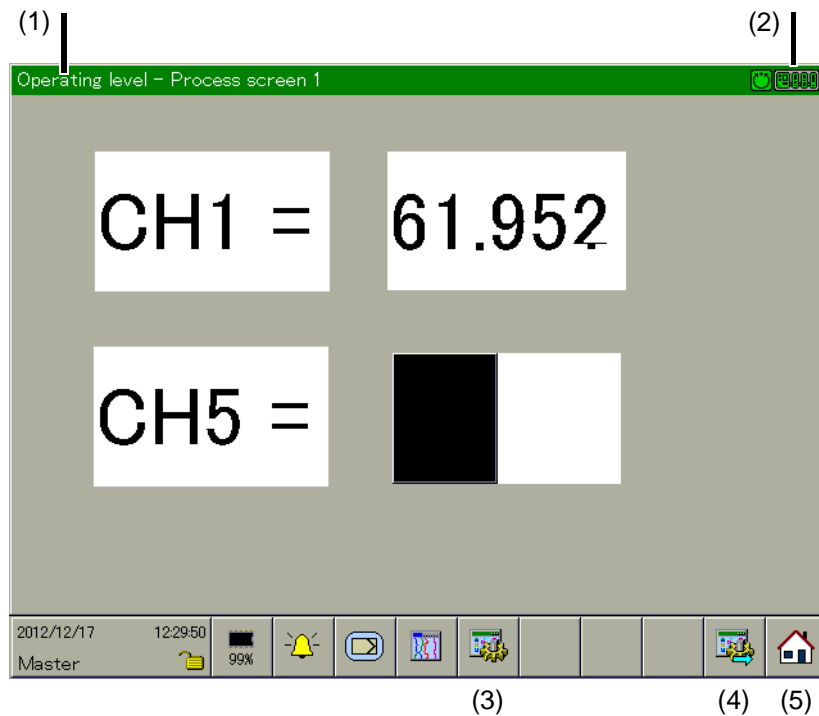 (1) (2)
Operating level - Process screen 1
CH1 = 61.952
CH5 =
2012/12/17 12:29:50
Master 99%
(3) (4) (5)